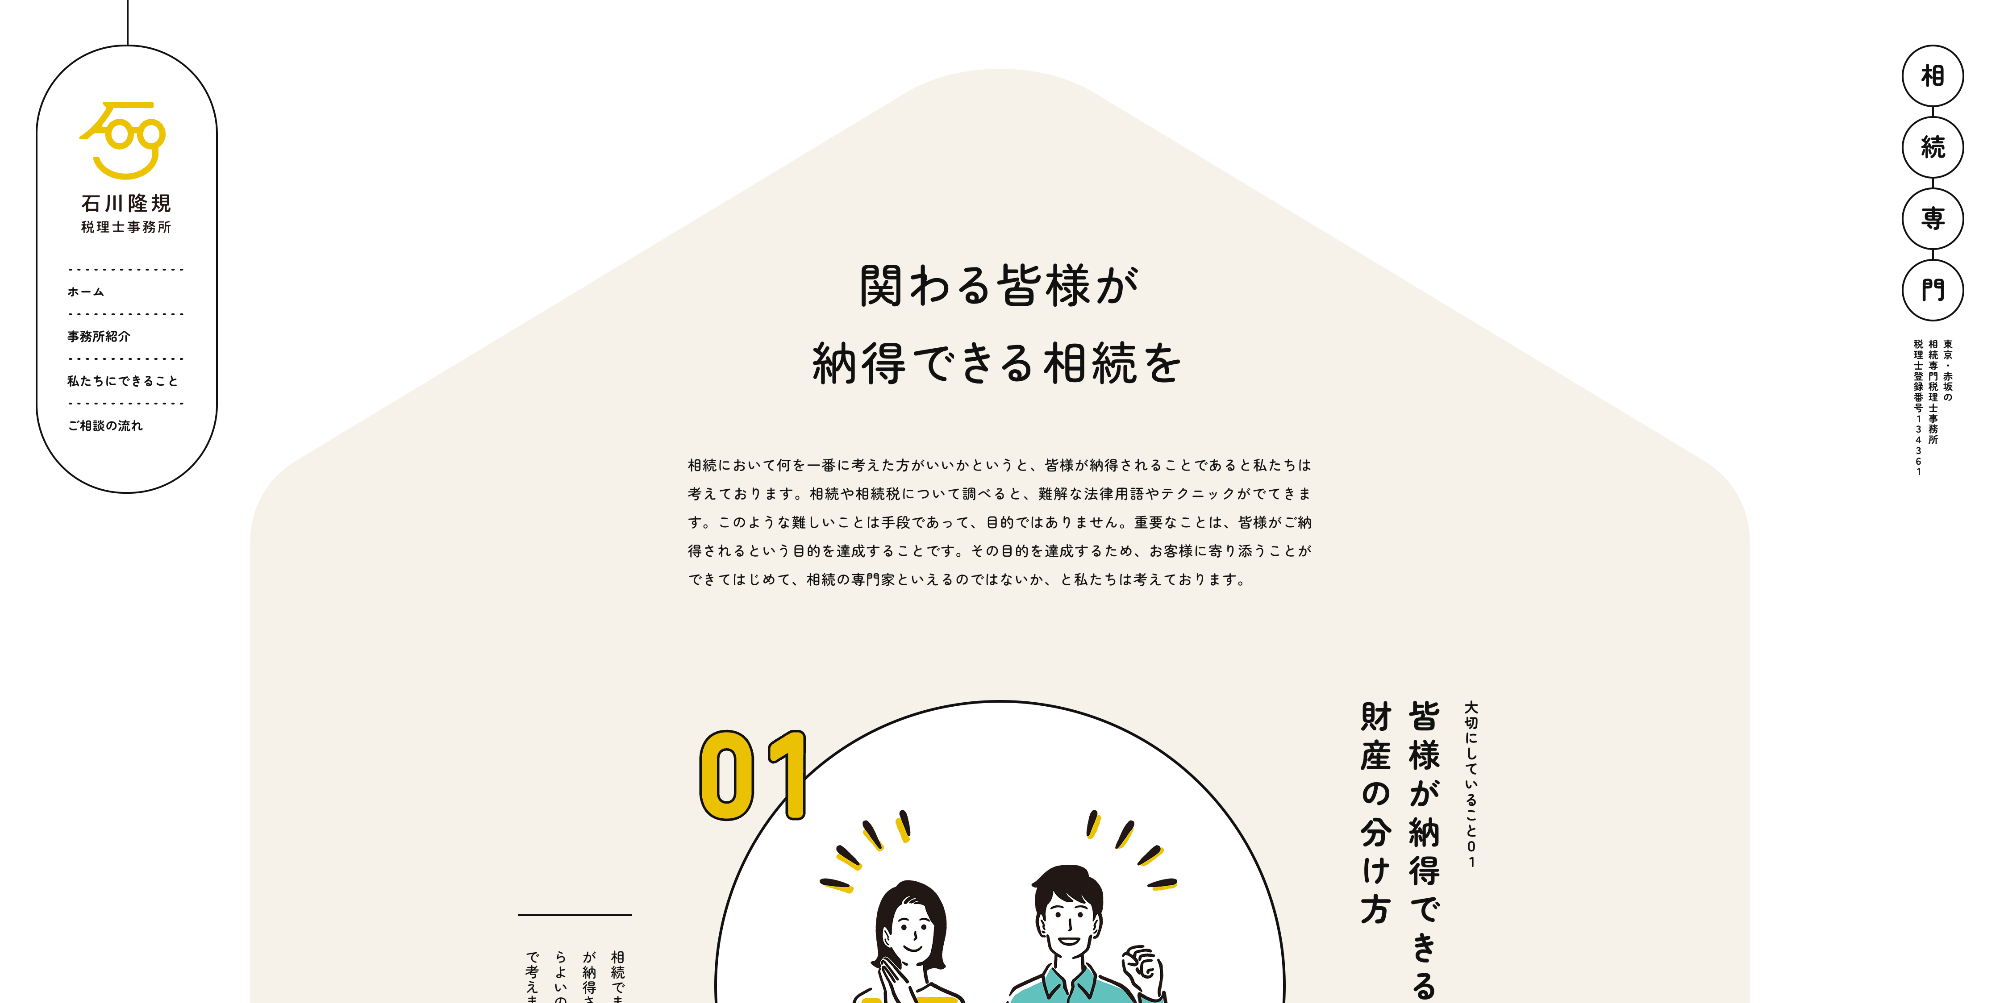 石川隆規
税理士事務所
ホーム
事務所紹介
私たちにできること
ご相談の流れ
相続専門
東京・赤坂の
相続専門税理士事務所
税理士登録番号134361
関わる皆様が
納得できる相続を
相続において何を一番に考えた方がいいかというと、皆様が納得されることであると私たちは
考えております。相続や相続税について調べると、難解な法律用語やテクニックがでてきま
す。このような難しいことは手段であって、目的ではありません。重要なことは、皆様がご納
得されるという目的を達成することです。その目的を達成するため、お客様に寄り添うことが
できてはじめて、相続の専門家といえるのではないか、と私たちは考えております。
01
大切にしていること01
皆様が納得できる
財産の分け方
相続でま
が納得さ
らよいの
で考えま